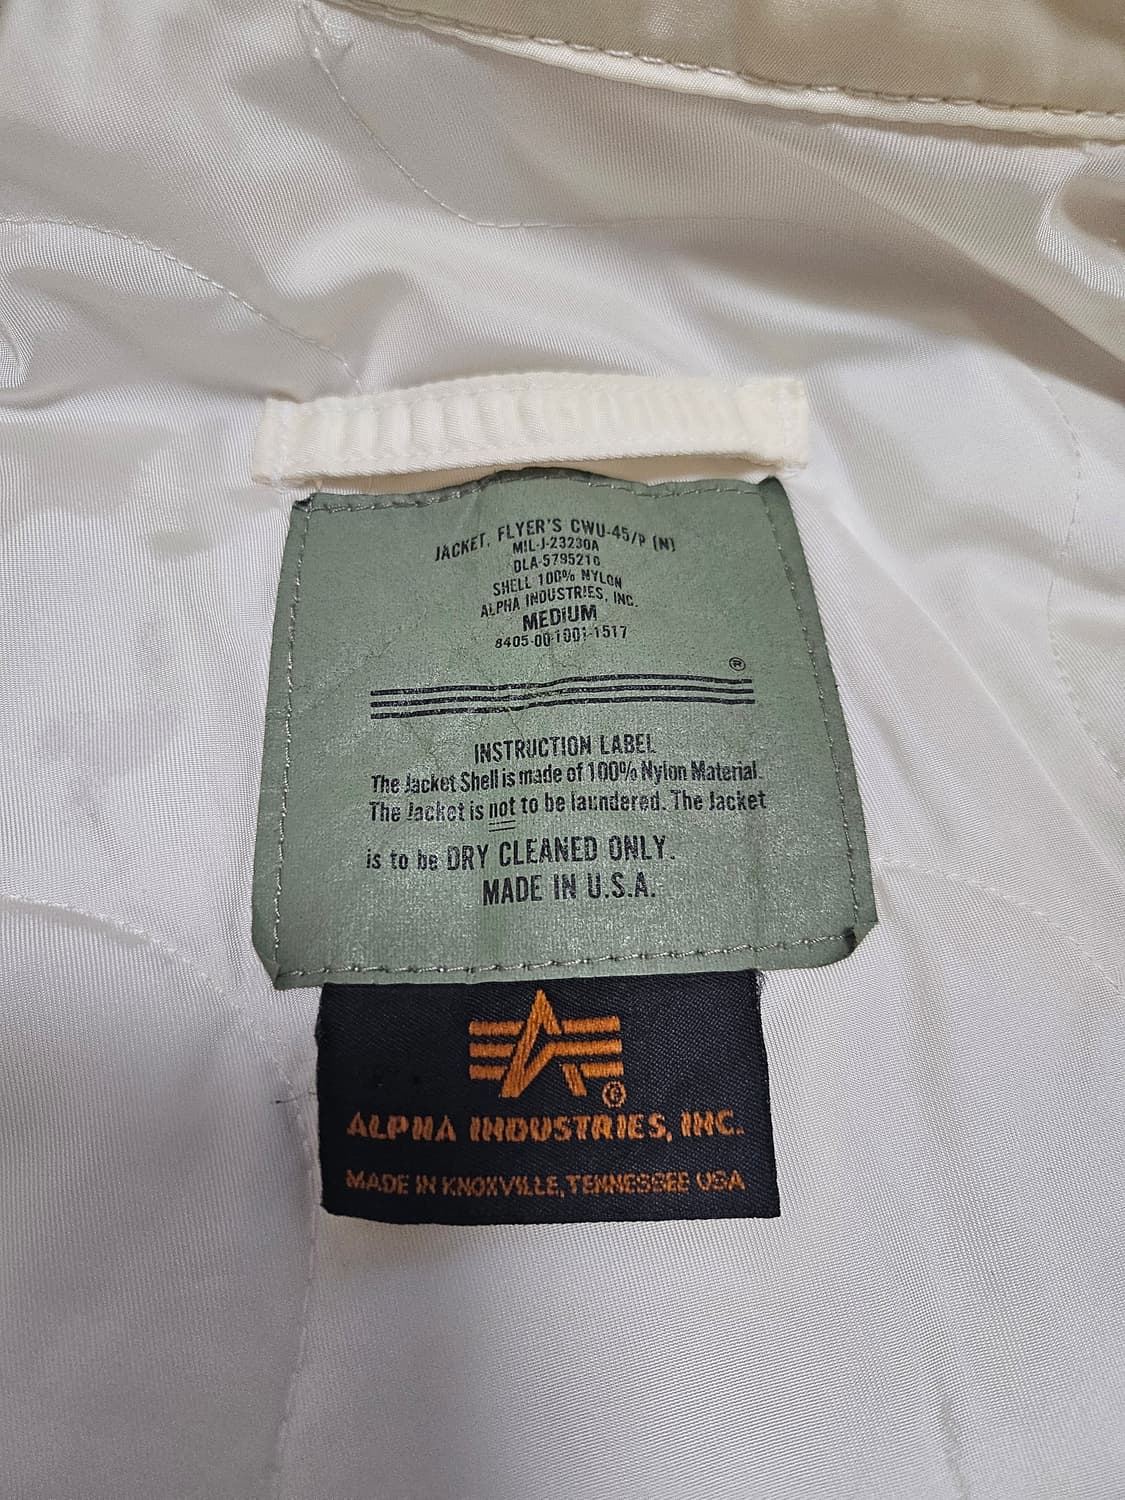 JACKET, FLYER'S CWU-45/P (N)
MIL-J-23230A
DLA-5795216
SHELL 100% NYLON
ALPHA INDUSTRIES, INC.
MEDIUM
8405-00-1001-1517
®
INSTRUCTION LABEL
The Jacket Shell is made of 100% Nylon Material.
The Jacket is not to be laundered. The Jacket
is to be DRY CLEANED ONLY.
MADE IN U.S.A.
®
ALPHA INDUSTRIES, INC.
MADE IN KNOXVILLE, TENNESSEE USA